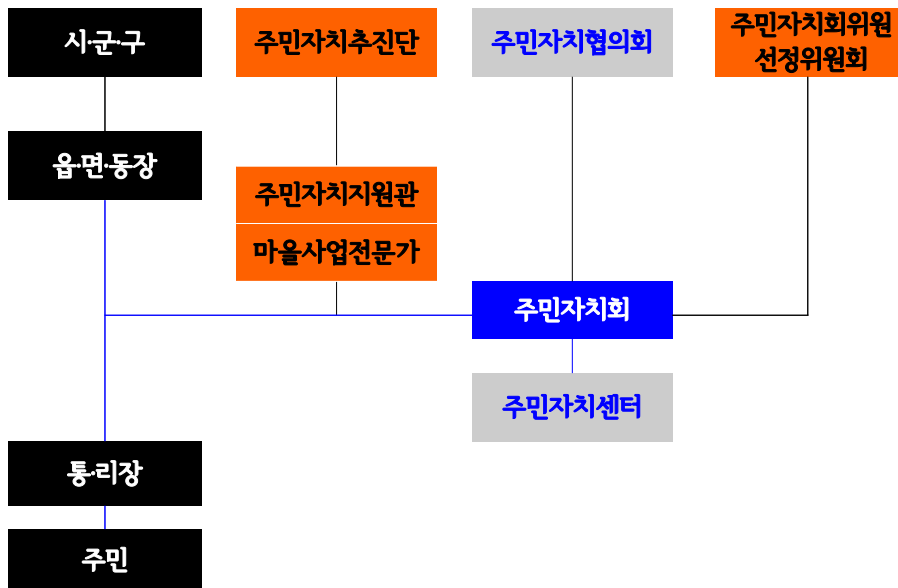 시·군·구
주민자치추진단
주민자치협의회
주민자치회위원
선정위원회
읍·면·동장
주민자치지원관
마을사업전문가
주민자치회
주민자치센터
통·리장
주민